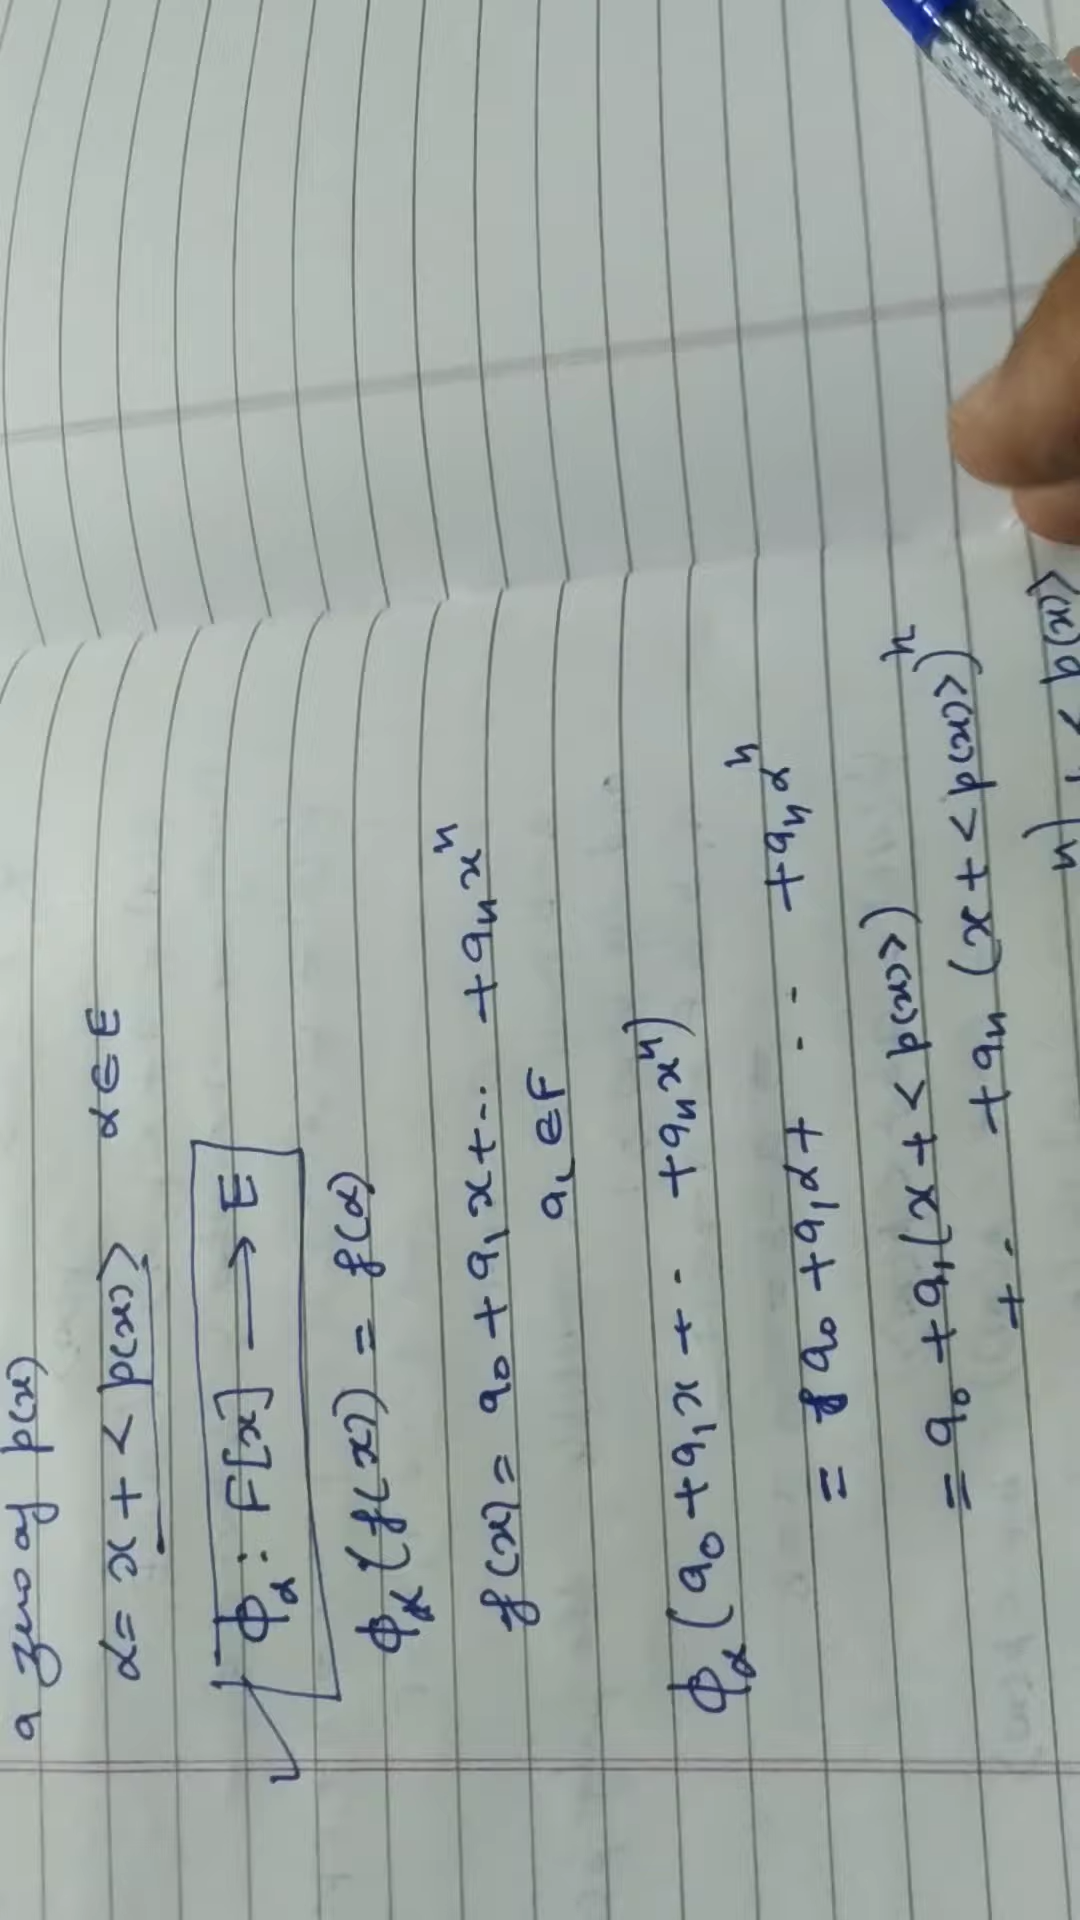 a zero of p(x)
α = x + <p(x)>   α ∈ E
ϕ_α : F[x] ⟶ E
ϕ_α (f(x)) = f(α)
f(x) = a₀ + a₁x + ·· + aₙxⁿ
aᵢ ∈ F
ϕ_α (a₀ + a₁x + · + aₙxⁿ)
= a₀ + a₁α + · · - + aₙαⁿ
= a₀ + a₁(x + <p(x)>)
+ · + aₙ (x + <p(x)>)ⁿ